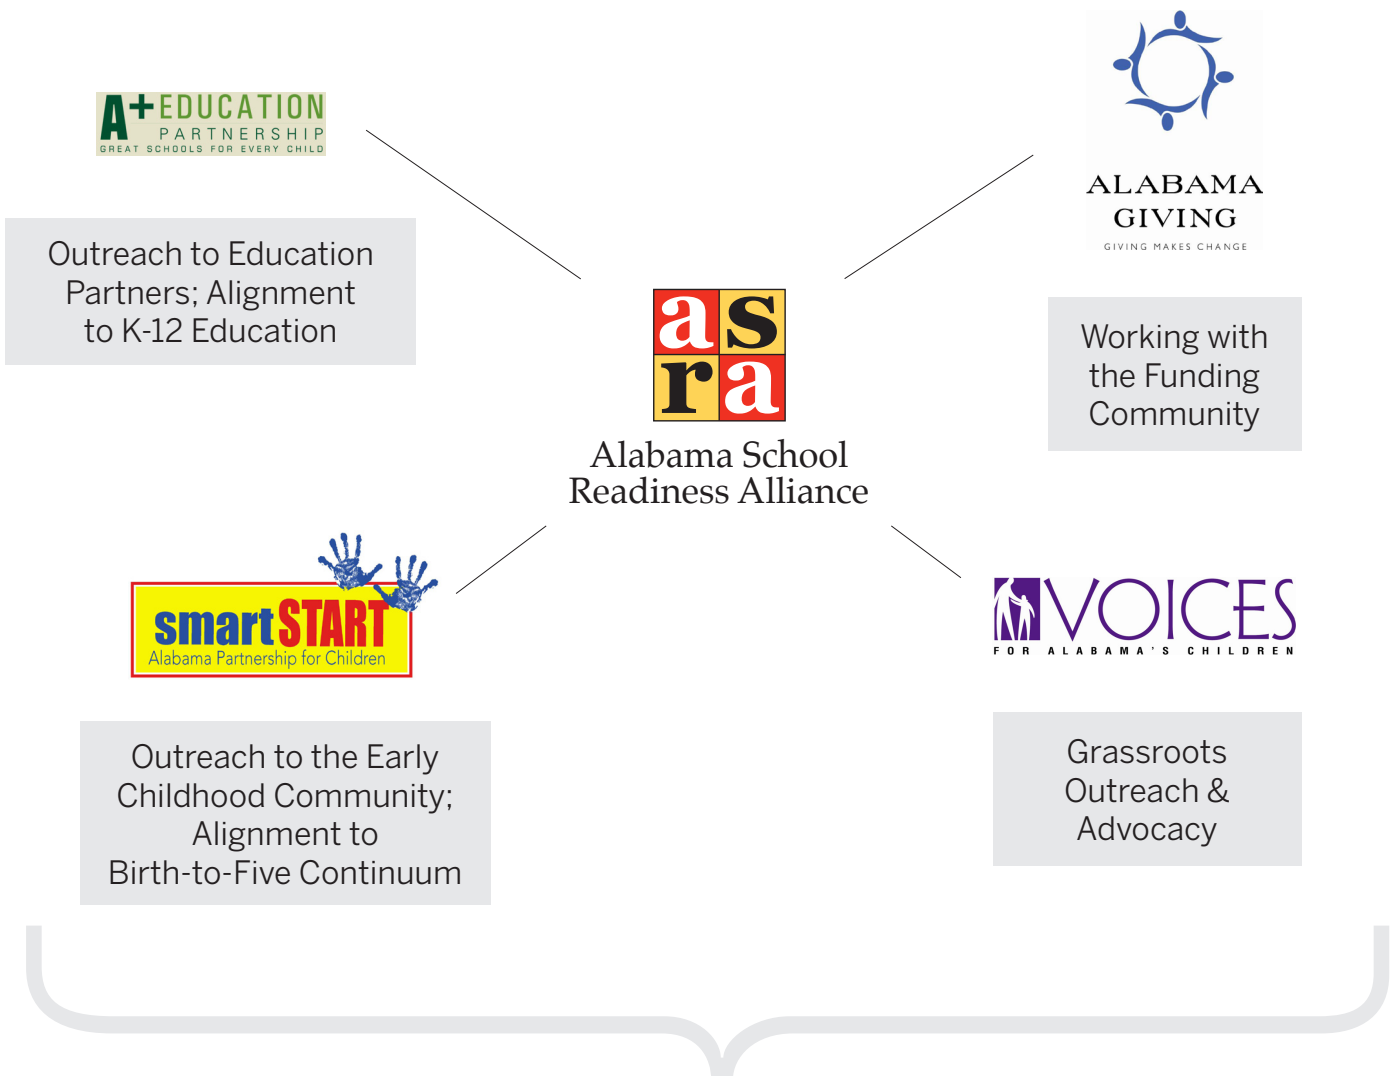 A+ EDUCATION
PARTNERSHIP
GREAT SCHOOLS FOR EVERY CHILD
Outreach to Education
Partners; Alignment
to K-12 Education
ALABAMA
GIVING
GIVING MAKES CHANGE
Working with
the Funding
Community
as
ra
Alabama School
Readiness Alliance
smartSTART
Alabama Partnership for Children
Outreach to the Early
Childhood Community;
Alignment to
Birth-to-Five Continuum
VOICES
FOR ALABAMA'S CHILDREN
Grassroots
Outreach &
Advocacy